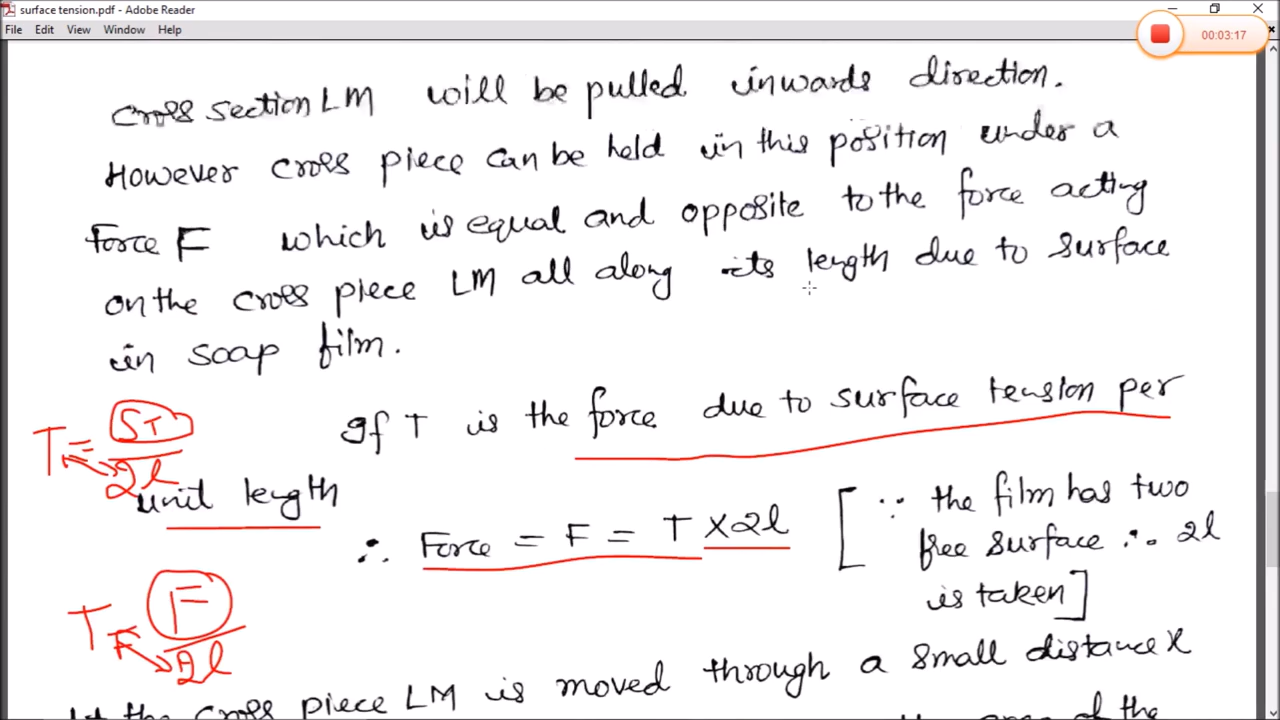 surface tension.pdf - Adobe Reader
File Edit View Window Help
00:03:17
cross section LM will be pulled inwards direction.
However cross piece can be held in this position under a
Force F which is equal and opposite to the force acting
on the cross piece LM all along its length due to surface
in soap film.
If T is the force due to surface tension per
T = ST / 2l
unit length
∴ Force = F = T × 2l [∵ the film has two
free surface ∴ 2l
is taken]
T F / 2l
the cross piece LM is moved through a small distance x
area of the